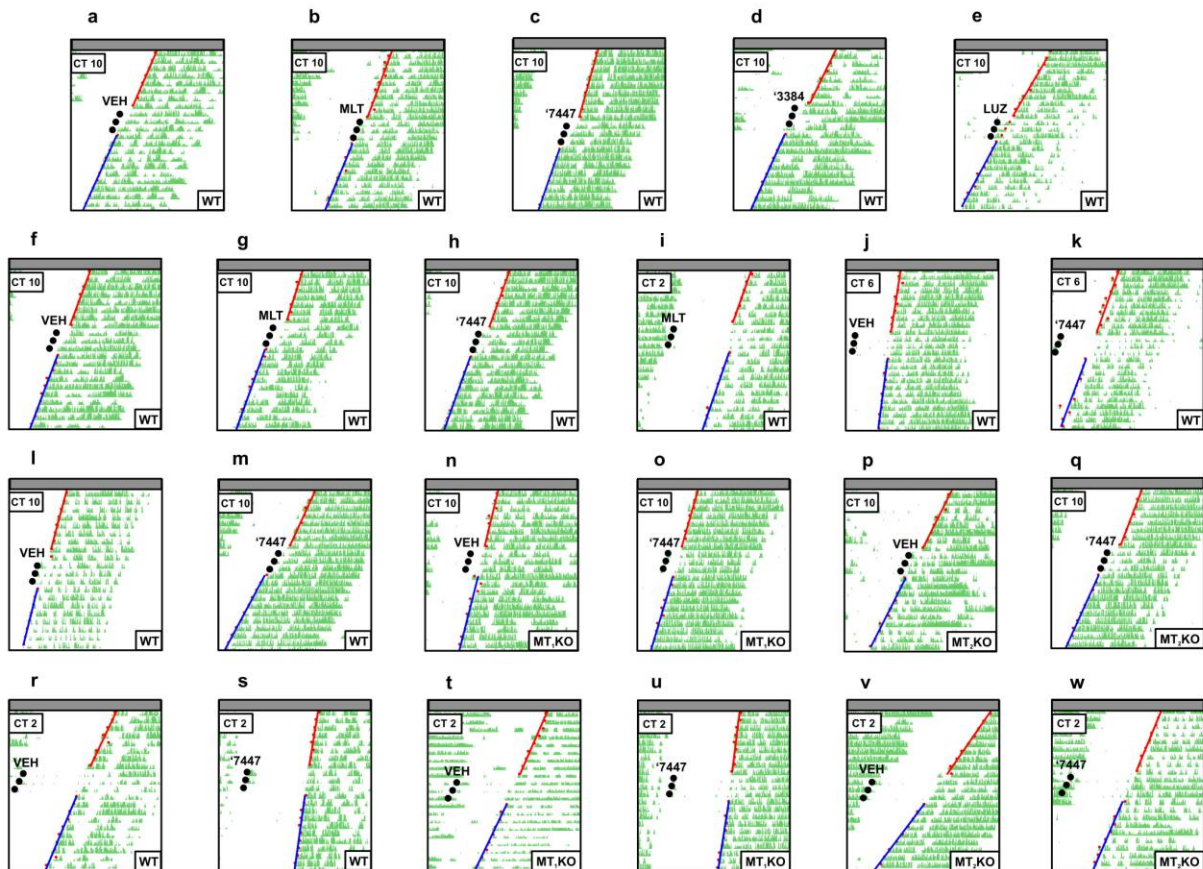 a b c d e
CT 10 CT 10 CT 10 CT 10 CT 10
VEH MLT '7447 '3384 LUZ
WT WT WT WT WT
f g h i j k
CT 10 CT 10 CT 10 CT 2 CT 6 CT 6
VEH MLT '7447 MLT VEH '7447
WT WT WT WT WT WT
l m n o p q
CT 10 CT 10 CT 10 CT 10 CT 10 CT 10
VEH '7447 VEH '7447 VEH '7447
WT WT MT₁KO MT₁KO MT₂KO MT₂KO
r s t u v w
CT 2 CT 2 CT 2 CT 2 CT 2 CT 2
VEH '7447 VEH '7447 VEH '7447
WT WT MT₁KO MT₁KO MT₂KO MT₂KO